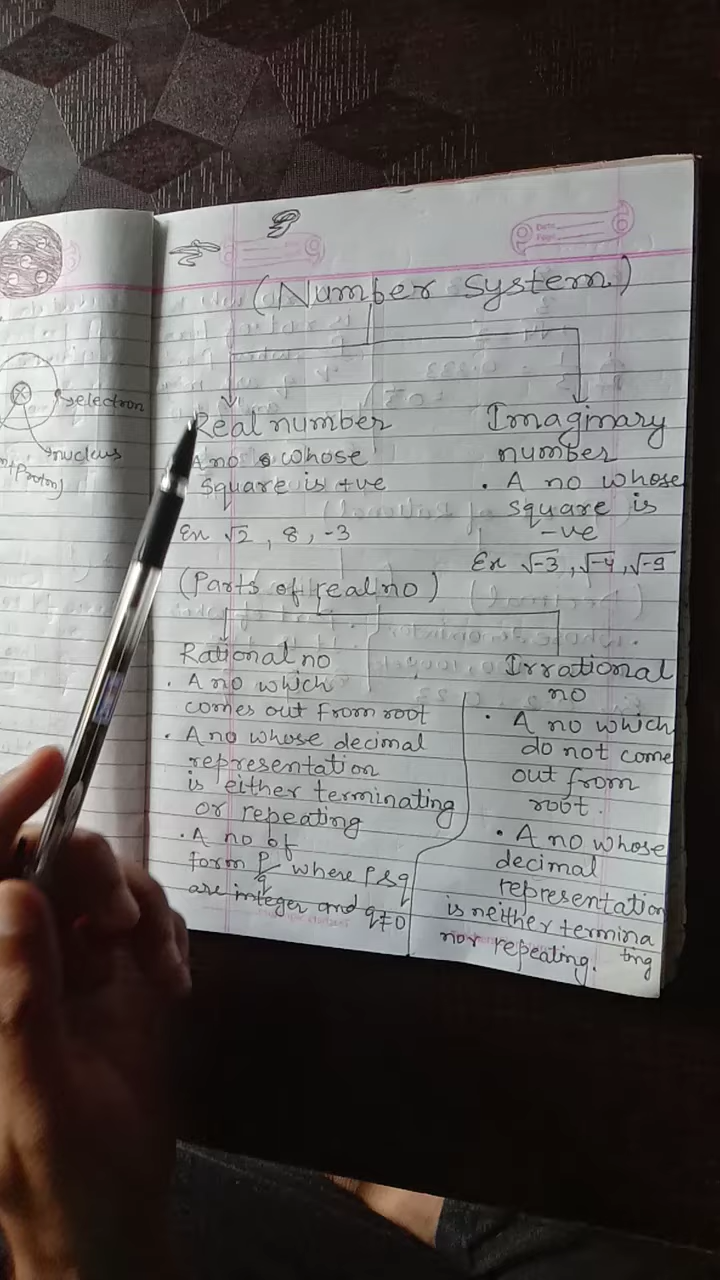 electron
nucleus
(Number system)
Real number
A no whose
square is +ve
Ex √2, 8, -3
Imaginary
number
. A no whose
square is
-ve
Ex √-3, √-4, √-9
(Parts of real no)
Rational no
. A no which
comes out from root
. A no whose decimal
representation
is either terminating
or repeating
. A no of
form P/q where P & q
are integer and q≠0
Irrational
no
. A no which
do not come
out from
root.
. A no whose
decimal
representation
is neither termina
ting
nor repeating.